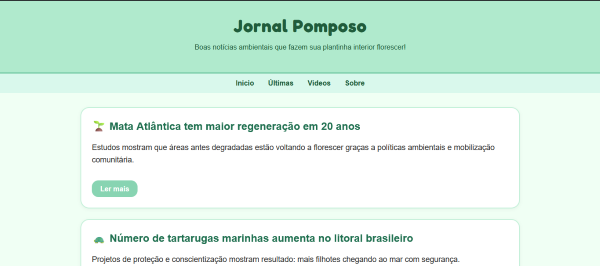 Jornal Pomposo
Boas notícias ambientais que fazem sua plantinha interior florescer!
Início Últimas Vídeos Sobre
Mata Atlântica tem maior regeneração em 20 anos
Estudos mostram que áreas antes degradadas estão voltando a florescer graças a políticas ambientais e mobilização
comunitária.
Ler mais
Número de tartarugas marinhas aumenta no litoral brasileiro
Projetos de proteção e conscientização mostram resultado: mais filhotes chegando ao mar com segurança.